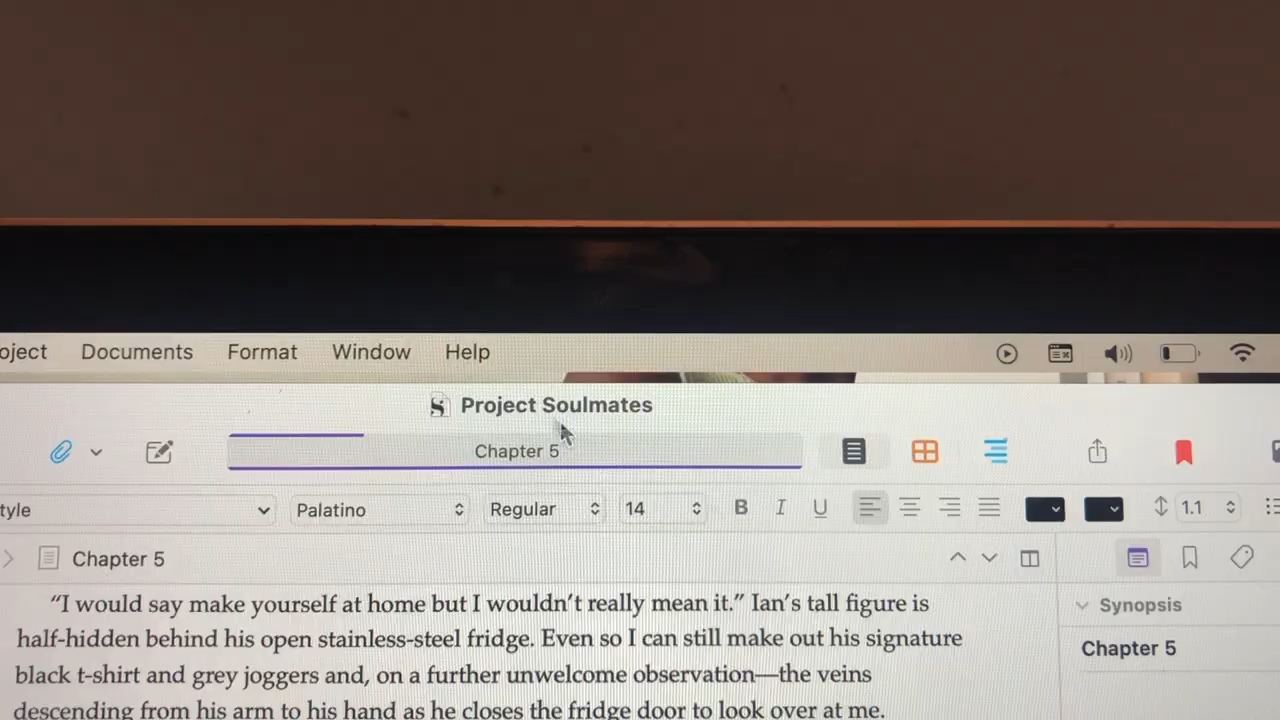 oject Documents Format Window Help
Project Soulmates
Chapter 5
tyle Palatino Regular 14 B I U 1.1
Chapter 5
Synopsis
Chapter 5
“I would say make yourself at home but I wouldn’t really mean it.” Ian’s tall figure is
half-hidden behind his open stainless-steel fridge. Even so I can still make out his signature
black t-shirt and grey joggers and, on a further unwelcome observation—the veins
descending from his arm to his hand as he closes the fridge door to look over at me.